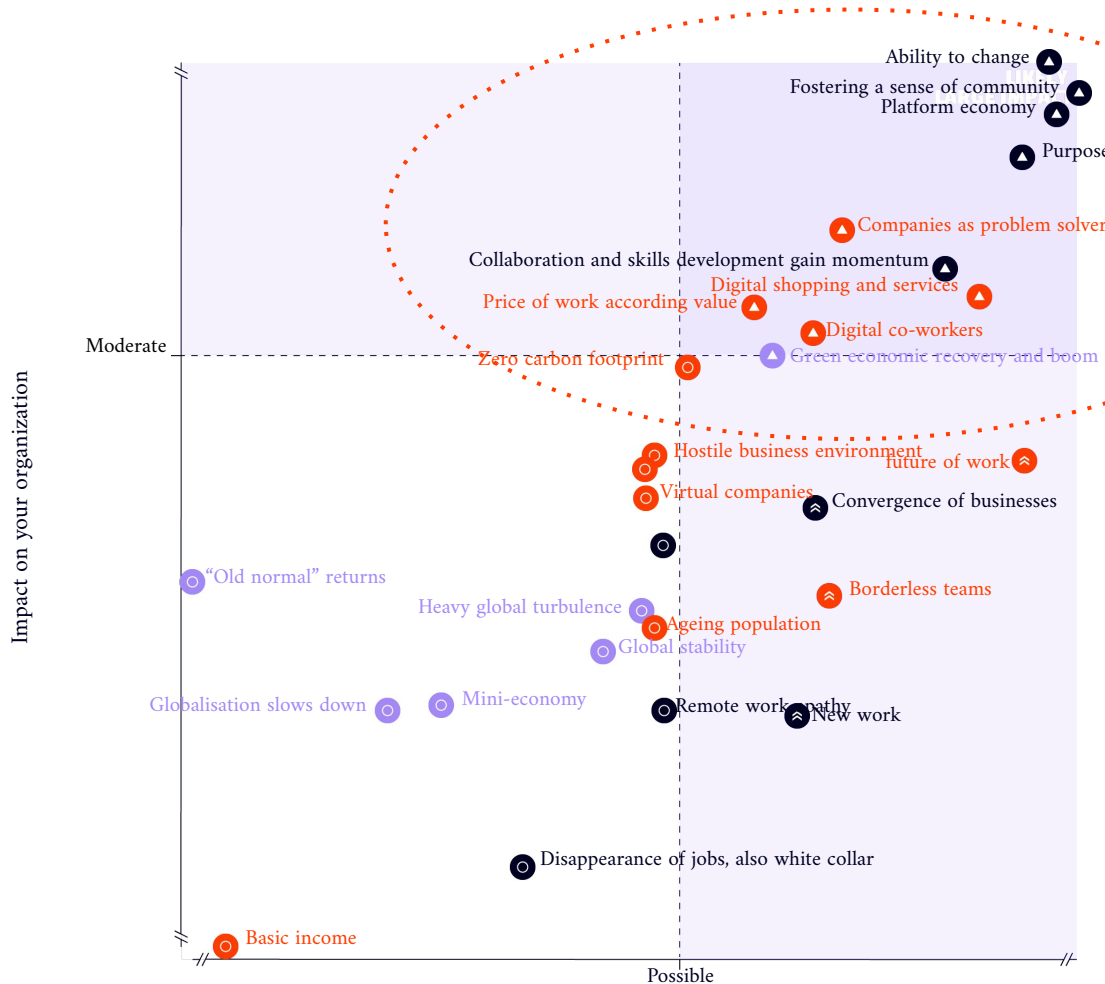 Ability to change
LIKELY
Fostering a sense of community
LARGE IMPACT
Platform economy
Purpose
Companies as problem solver
Collaboration and skills development gain momentum
Digital shopping and services
Price of work according value
Digital co-workers
Moderate
Green economic recovery and boom
Zero carbon footprint
Impact on your organization
Hostile business environment
future of work
Virtual companies
Convergence of businesses
“Old normal” returns
Borderless teams
Heavy global turbulence
Ageing population
Global stability
Globalisation slows down
Mini-economy
Remote work apathy
New work
Disappearance of jobs, also white collar
Basic income
Possible